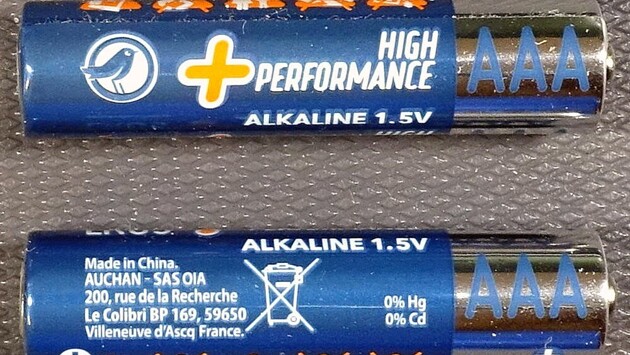 HIGH
PERFORMANCE
AAA
ALKALINE 1.5V
HIGH
ALKALINE 1.5V
Made in China.
AUCHAN - SAS OIA
200, rue de la Recherche
Le Colibri BP 169, 59650
Villeneuve d'Ascq France.
0% Hg
0% Cd
AAA